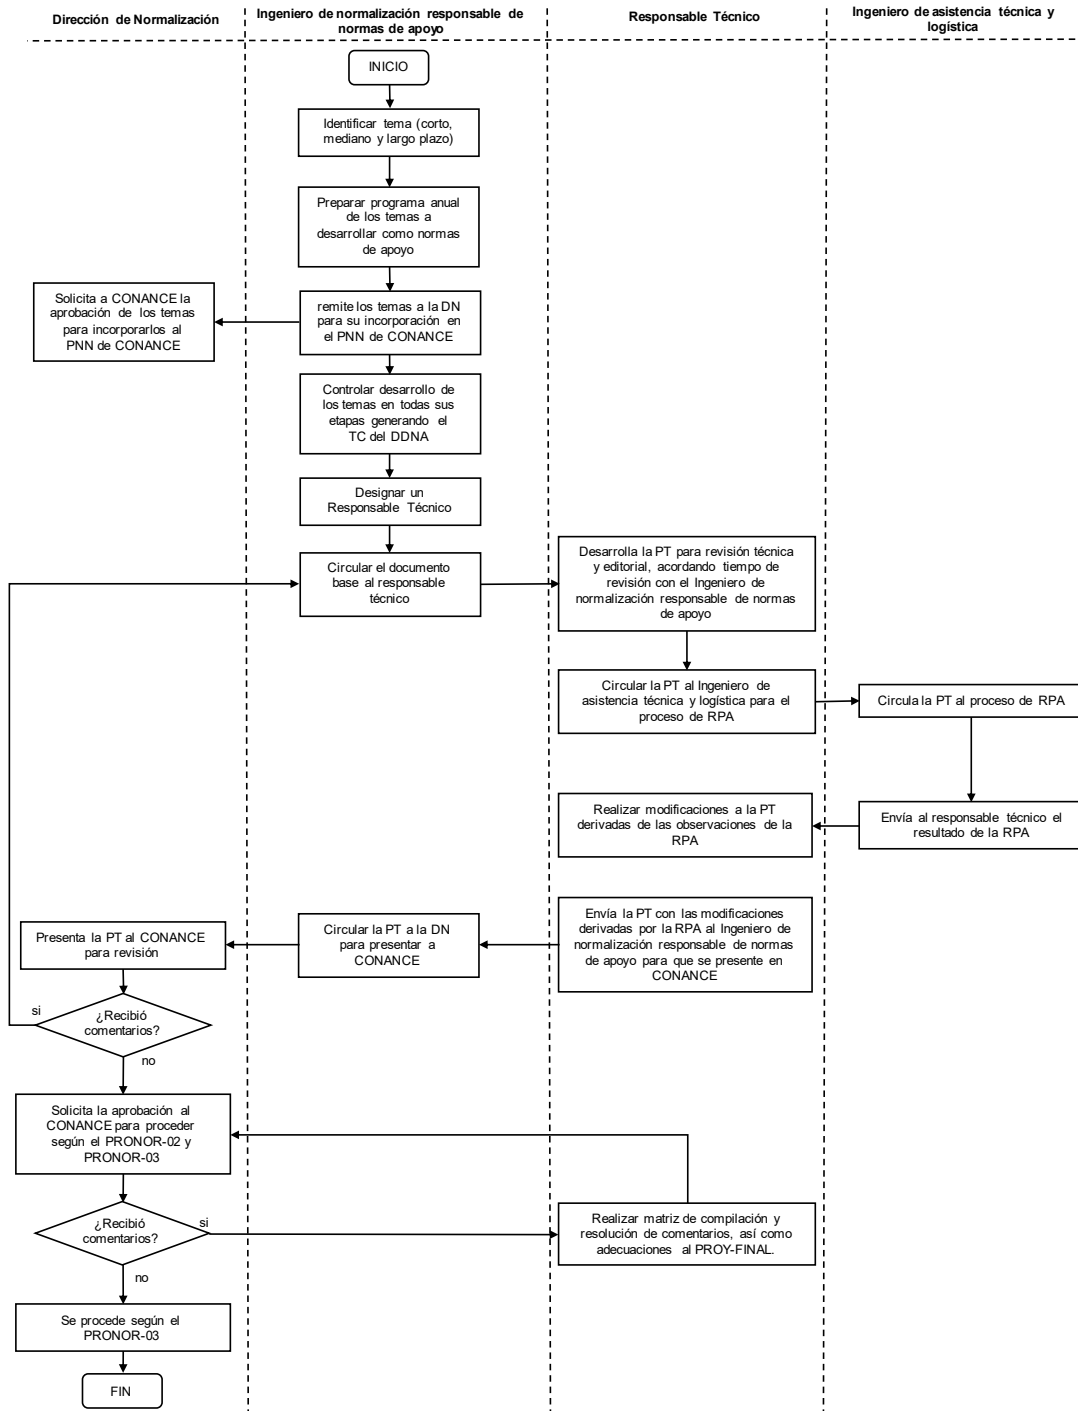 Dirección de Normalización
Ingeniero de normalización responsable de
normas de apoyo
Responsable Técnico
Ingeniero de asistencia técnica y
logística
INICIO
Identificar tema (corto,
mediano y largo plazo)
Preparar programa anual
de los temas a
desarrollar como normas
de apoyo
remite los temas a la DN
para su incorporación en
el PNN de CONANCE
Solicita a CONANCE la
aprobación de los temas
para incorporarlos al
PNN de CONANCE
Controlar desarrollo de
los temas en todas sus
etapas generando el
TC del DDNA
Designar un
Responsable Técnico
Circular el documento
base al responsable
técnico
Desarrolla la PT para revisión técnica
y editorial, acordando tiempo de
revisión con el Ingeniero de
normalización responsable de normas
de apoyo
Circular la PT al Ingeniero de
asistencia técnica y logística para el
proceso de RPA
Circula la PT al proceso de RPA
Envía al responsable técnico el
resultado de la RPA
Realizar modificaciones a la PT
derivadas de las observaciones de la
RPA
Envía la PT con las modificaciones
derivadas por la RPA al Ingeniero de
normalización responsable de normas
de apoyo para que se presente en
CONANCE
Circular la PT a la DN
para presentar a
CONANCE
Presenta la PT al CONANCE
para revisión
¿Recibió
comentarios?
si
no
Solicita la aprobación al
CONANCE para proceder
según el PRONOR-02 y
PRONOR-03
¿Recibió
comentarios?
si
no
Realizar matriz de compilación y
resolución de comentarios, así como
adecuaciones al PROY-FINAL.
Se procede según el
PRONOR-03
FIN